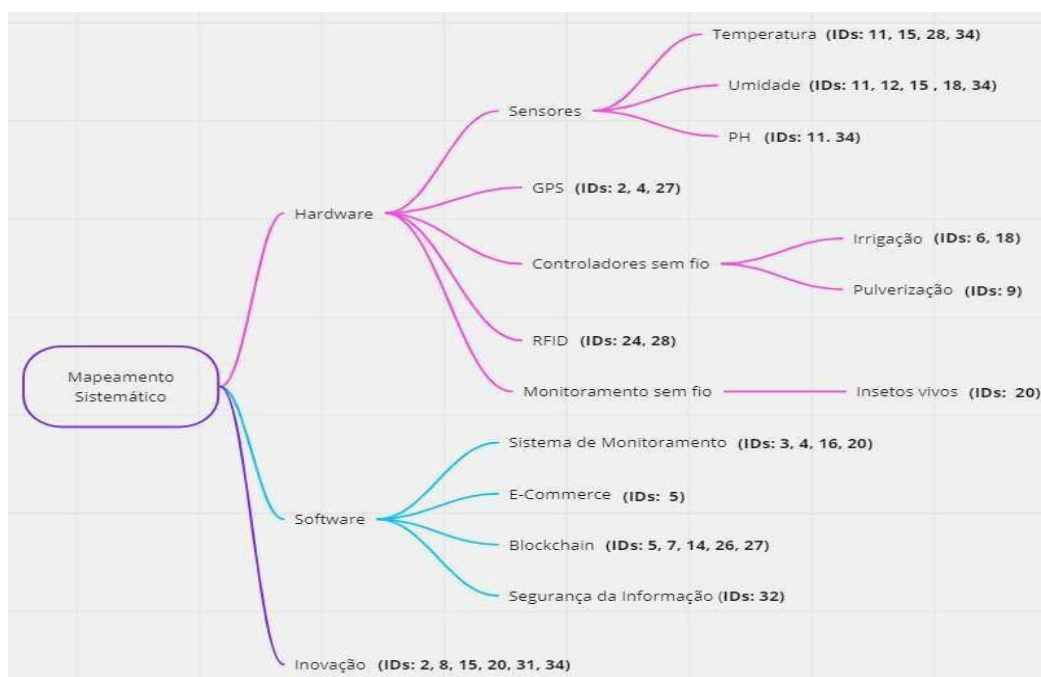 Temperatura (IDs: 11, 15, 28, 34)
Umidade (IDs: 11, 12, 15 , 18, 34)
Sensores
PH (IDs: 11. 34)
GPS (IDs: 2, 4, 27)
Hardware
Irrigação (IDs: 6, 18)
Controladores sem fio
Pulverização (IDs: 9)
RFID (IDs: 24, 28)
Mapeamento
Sistemático
Monitoramento sem fio
Insetos vivos (IDs: 20)
Sistema de Monitoramento (IDs: 3, 4, 16, 20)
E-Commerce (IDs: 5)
Software
Blockchain (IDs: 5, 7, 14, 26, 27)
Segurança da Informação (IDs: 32)
Inovação (IDs: 2, 8, 15, 20, 31, 34)